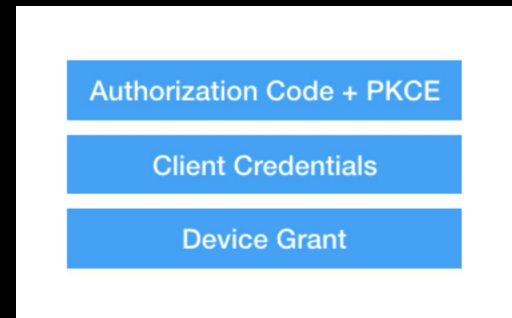 Authorization Code + PKCE
Client Credentials
Device Grant